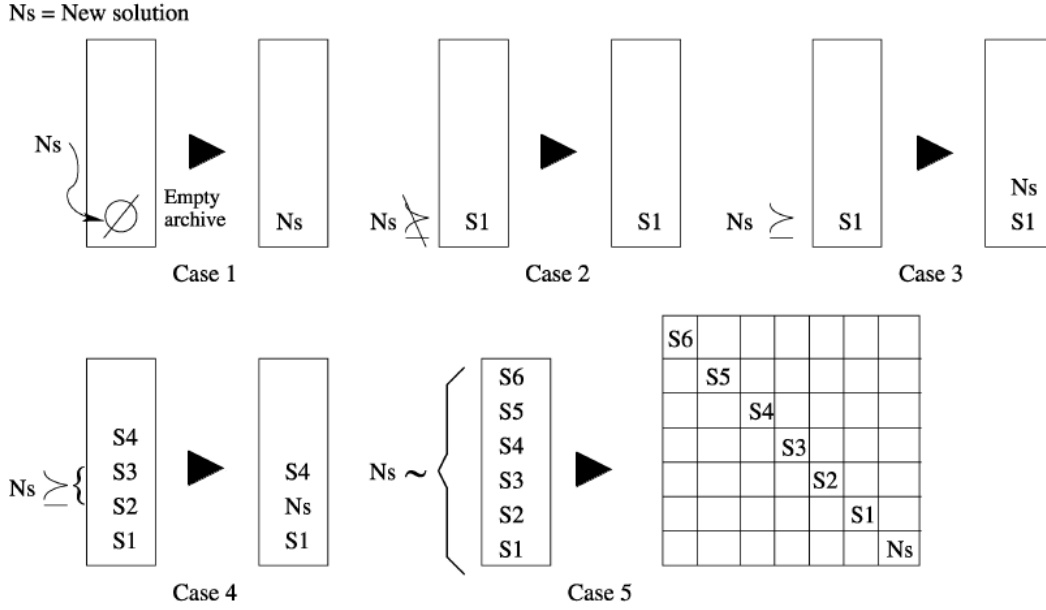 Ns = New solution
Ns
Empty
archive
Ns
Case 1
Ns ⋡ S1
S1
Case 2
Ns ⪰ S1
Ns
S1
Case 3
Ns ⪰ {
S4
S3
S2
S1
S4
Ns
S1
Case 4
Ns ~ {
S6
S5
S4
S3
S2
S1
S6
S5
S4
S3
S2
S1
Ns
Case 5